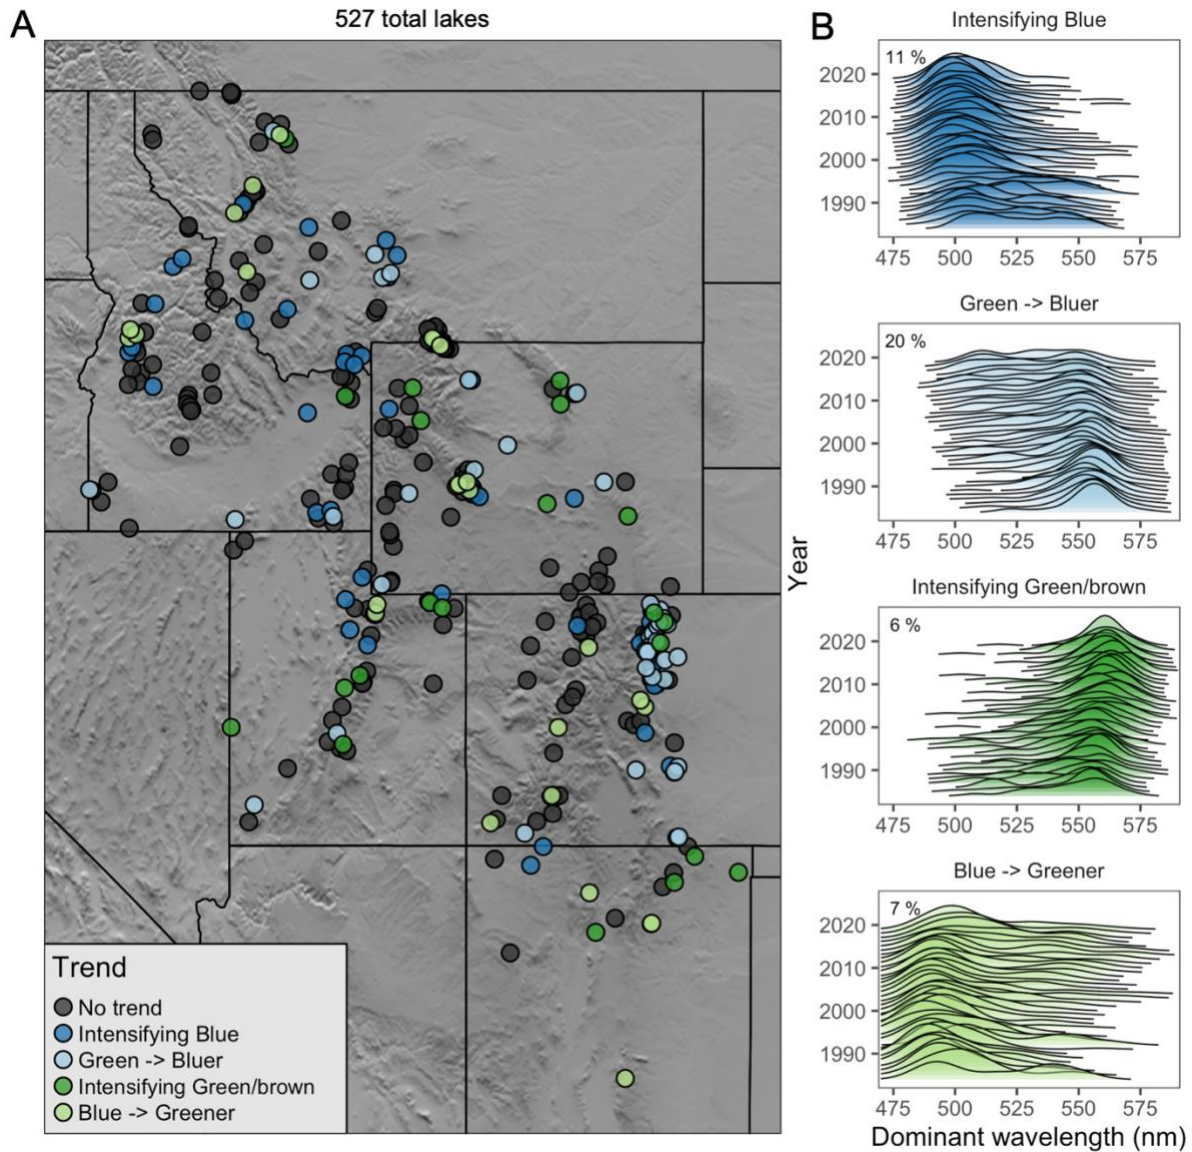 A
527 total lakes
Trend
No trend
Intensifying Blue
Green -> Bluer
Intensifying Green/brown
Blue -> Greener
B
Year
Intensifying Blue
11 %
2020
2010
2000
1990
475 500 525 550 575
Green -> Bluer
20 %
2020
2010
2000
1990
475 500 525 550 575
Intensifying Green/brown
6 %
2020
2010
2000
1990
475 500 525 550 575
Blue -> Greener
7 %
2020
2010
2000
1990
475 500 525 550 575
Dominant wavelength (nm)